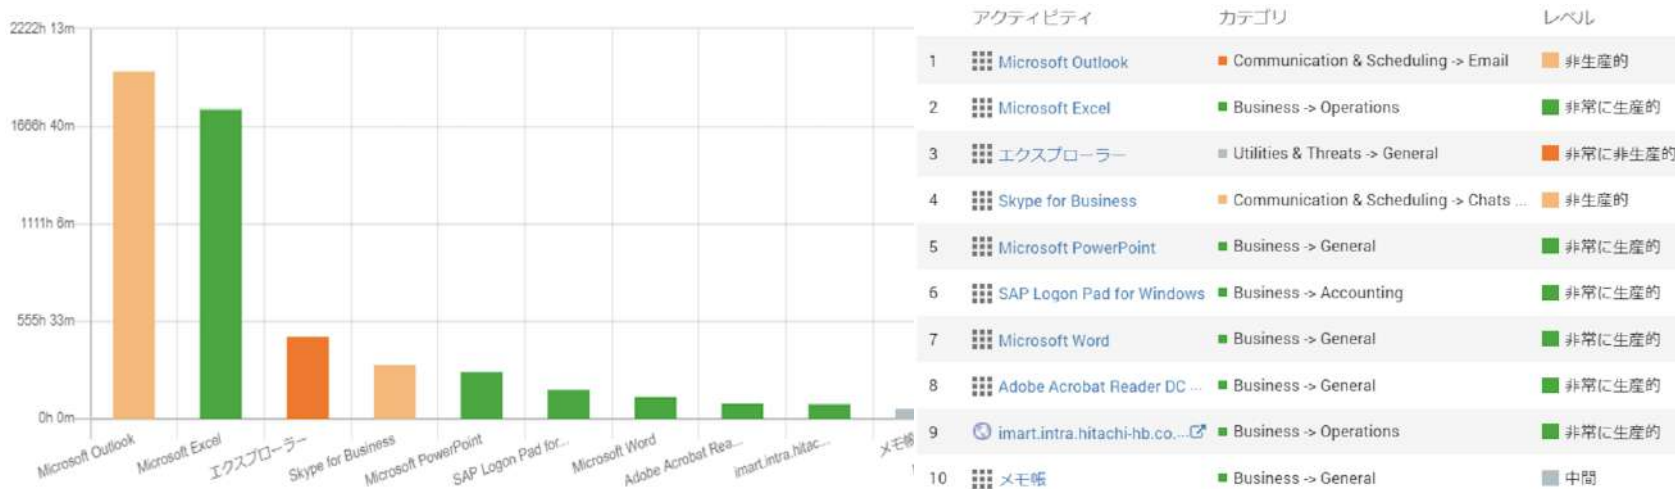 2222h 13m
1666h 40m
1111h 6m
555h 33m
0h 0m
Microsoft Outlook
Microsoft Excel
エクスプローラー
Skype for Business
Microsoft PowerPoint
SAP Logon Pad for...
Microsoft Word
Adobe Acrobat Rea...
imart.intra.hitac...
メモ帳
アクティビティ カテゴリ レベル
1 Microsoft Outlook Communication & Scheduling -> Email 非生産的
2 Microsoft Excel Business -> Operations 非常に生産的
3 エクスプローラー Utilities & Threats -> General 非常に非生産的
4 Skype for Business Communication & Scheduling -> Chats ... 非生産的
5 Microsoft PowerPoint Business -> General 非常に生産的
6 SAP Logon Pad for Windows Business -> Accounting 非常に生産的
7 Microsoft Word Business -> General 非常に生産的
8 Adobe Acrobat Reader DC ... Business -> General 非常に生産的
9 imart.intra.hitachi-hb.co.... Business -> Operations 非常に生産的
10 メモ帳 Business -> General 中間